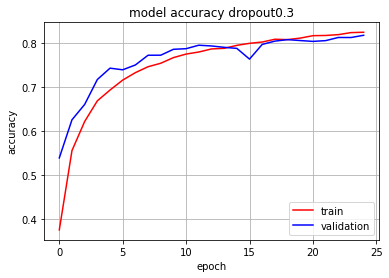 model accuracy dropout0.3
accuracy
0.8
0.7
0.6
0.5
0.4
0 5 10 15 20 25
epoch
train
validation